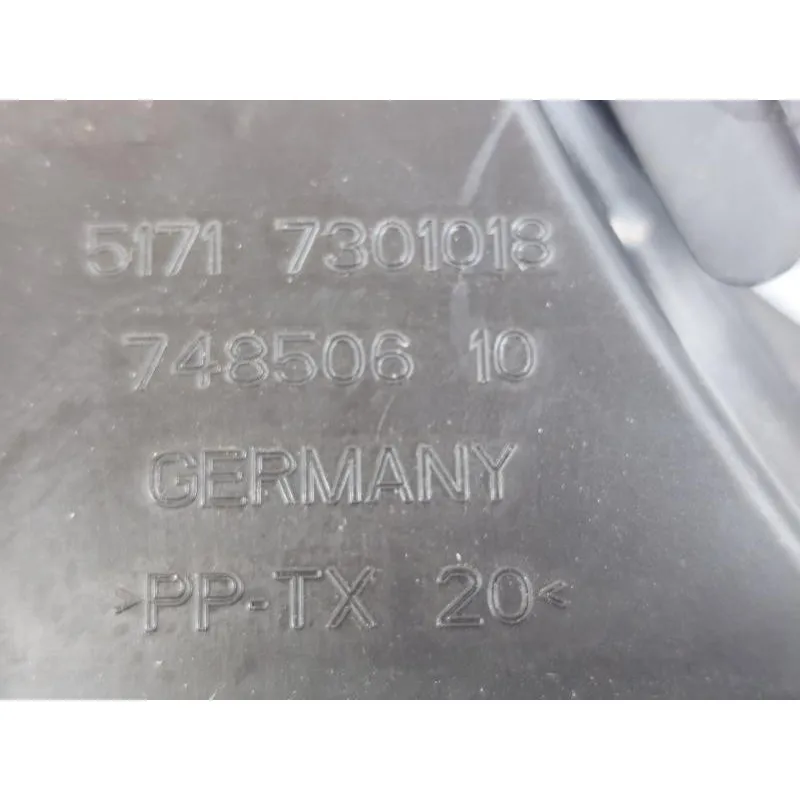 5171 7301018
748506 10
GERMANY
>PP-TX 20<